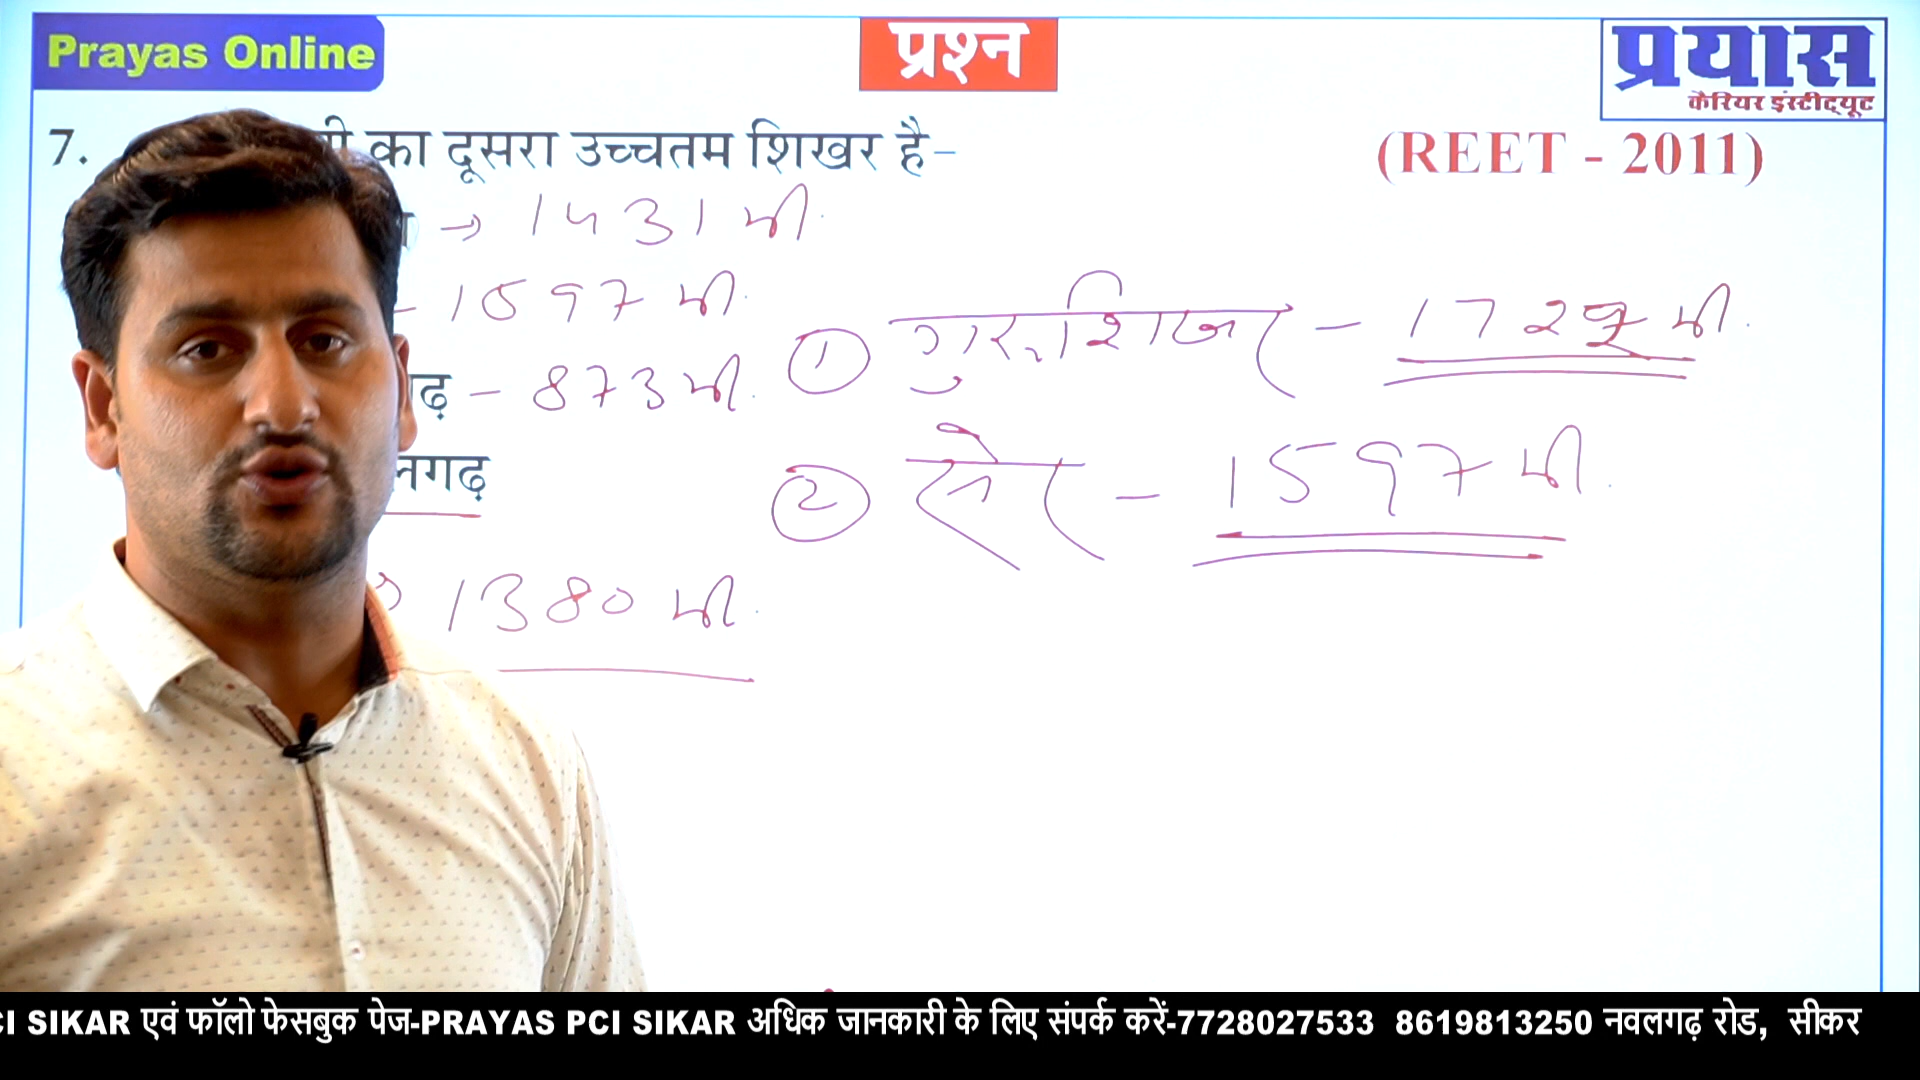 Prayas Online
प्रश्न
प्रयास
कैरियर इंस्टीट्यूट
7. का दूसरा उच्चतम शिखर है-
(REET - 2011)
→ 1431 मी.
- 1597 मी.
① गुरुशिखर - 1722 मी.
ढ़ - 873 मी.
② सेर - 1597 मी.
नगढ़
1380 मी.
SIKAR एवं फॉलो फेसबुक पेज-PRAYAS PCI SIKAR अधिक जानकारी के लिए संपर्क करें-7728027533 8619813250 नवलगढ़ रोड, सीकर